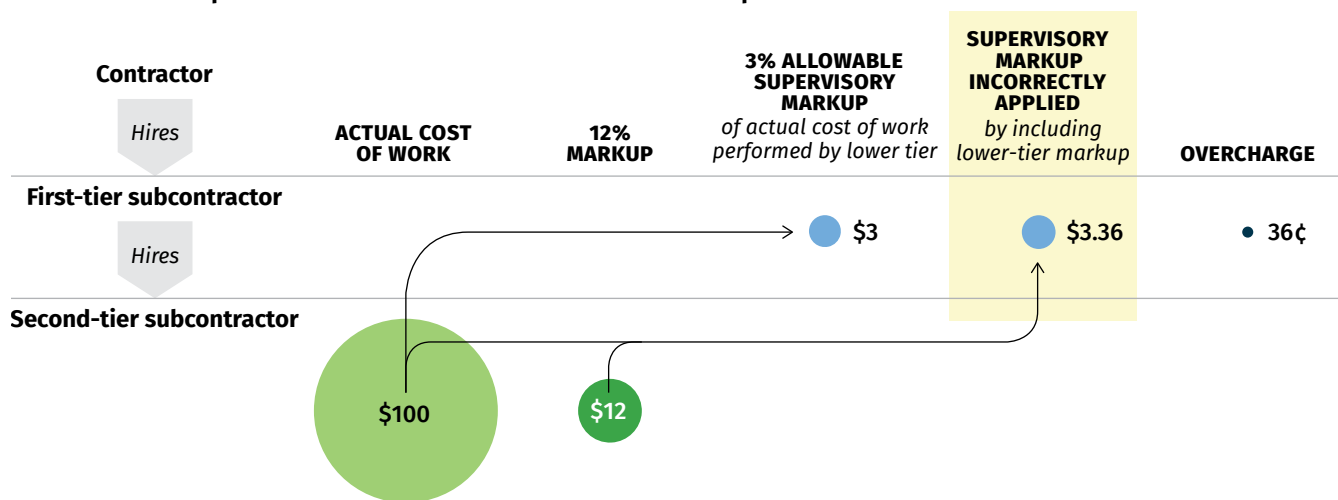 Contractor
Hires
ACTUAL COST
OF WORK
12%
MARKUP
3% ALLOWABLE
SUPERVISORY
MARKUP
of actual cost of work
performed by lower tier
SUPERVISORY
MARKUP
INCORRECTLY
APPLIED
by including
lower-tier markup
OVERCHARGE
First-tier subcontractor
Hires
$3
$3.36
36¢
Second-tier subcontractor
$100
$12